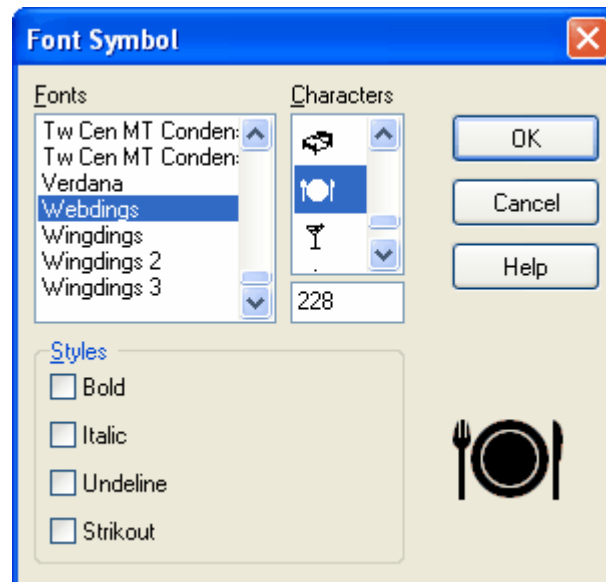 Font Symbol
Fonts
Characters
Tw Cen MT Conden:
Tw Cen MT Conden:
Verdana
Webdings
Wingdings
Wingdings 2
Wingdings 3
228
OK
Cancel
Help
Styles
Bold
Italic
Undeline
Strikout